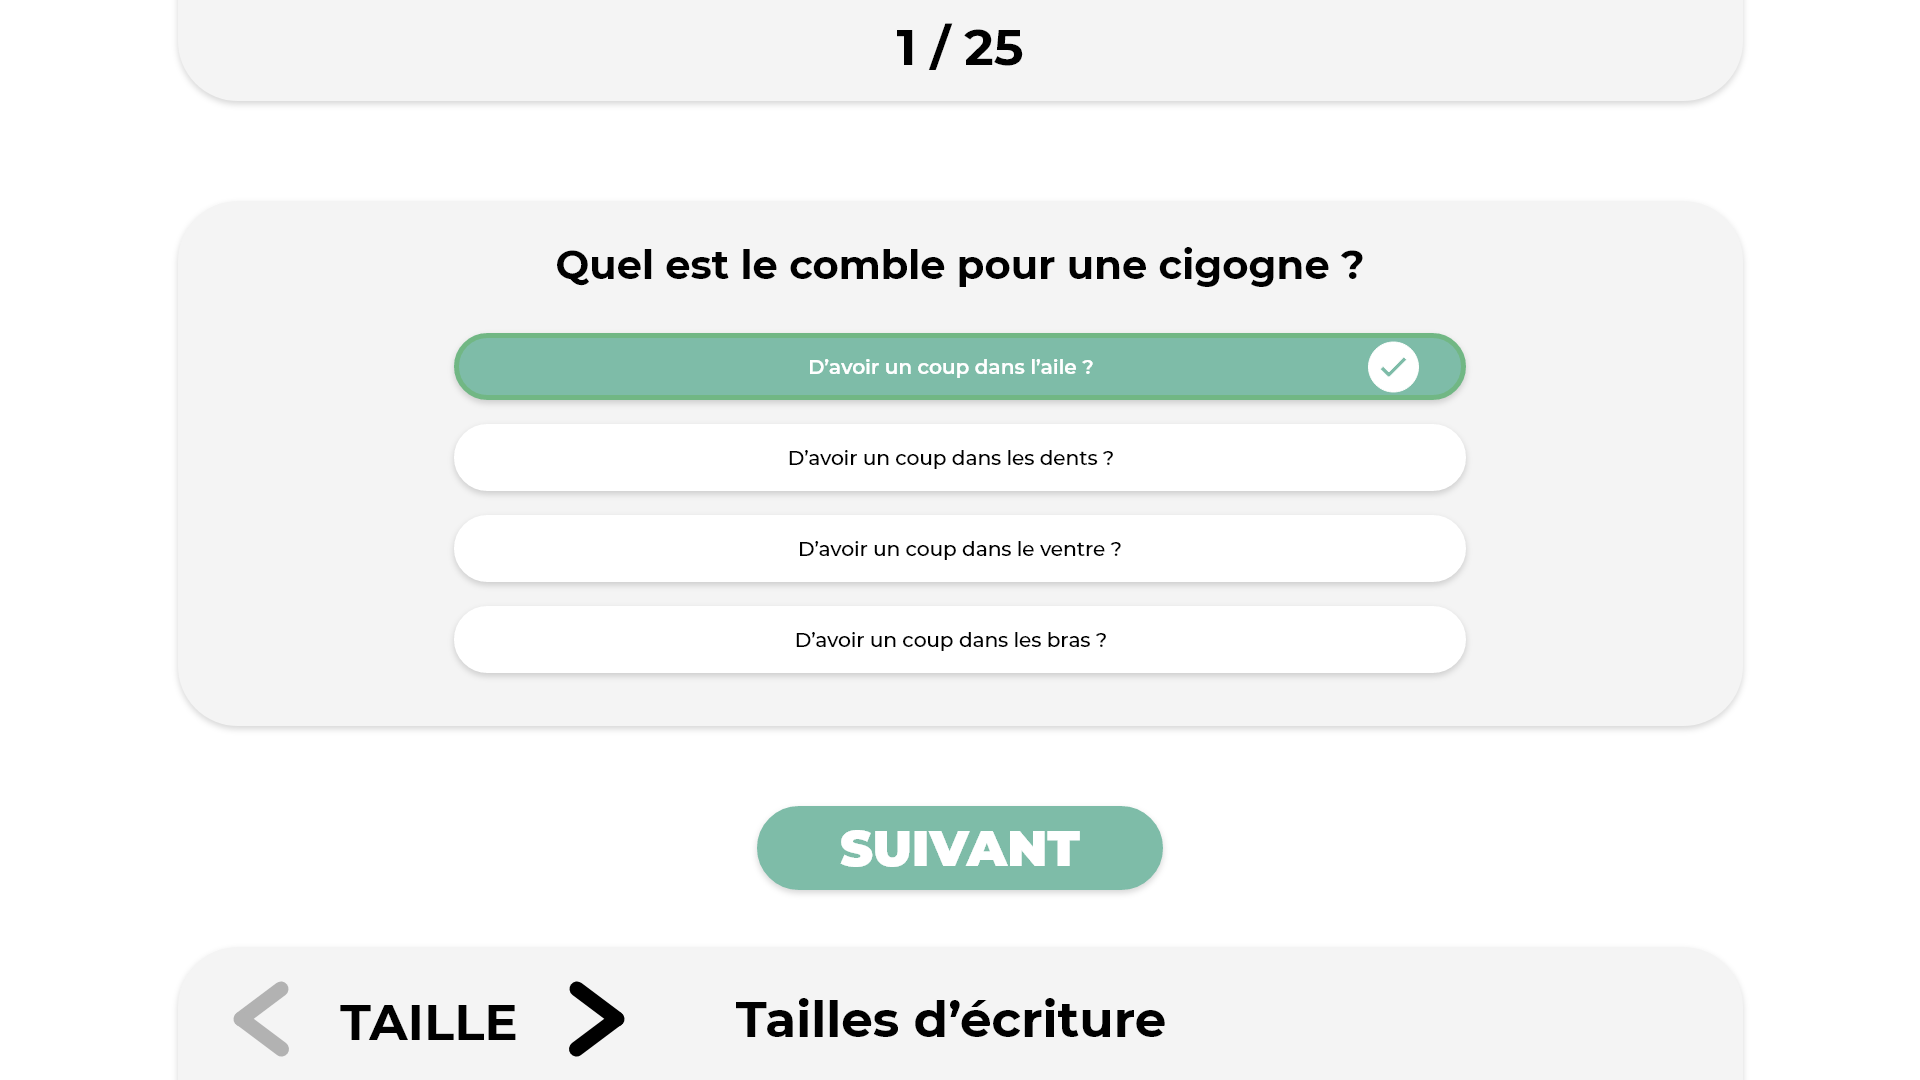 1 / 25
Quel est le comble pour une cigogne ?
D’avoir un coup dans l’aile ?
D’avoir un coup dans les dents ?
D’avoir un coup dans le ventre ?
D’avoir un coup dans les bras ?
SUIVANT
TAILLE
Tailles d’écriture